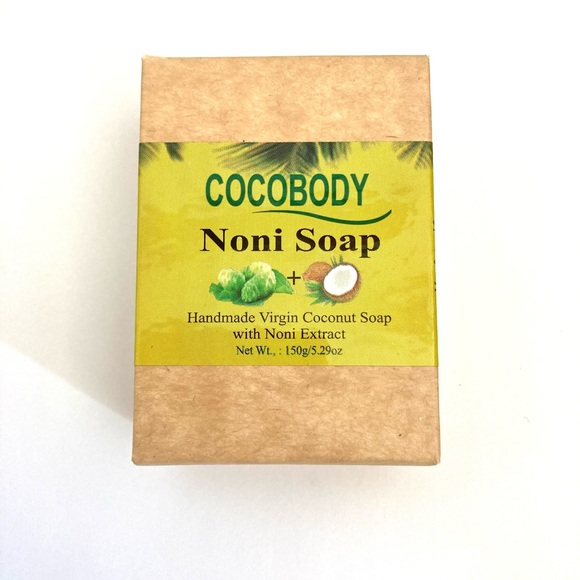 COCOBODY
Noni Soap
+
Handmade Virgin Coconut Soap
with Noni Extract
Net Wt., : 150g/5.29oz